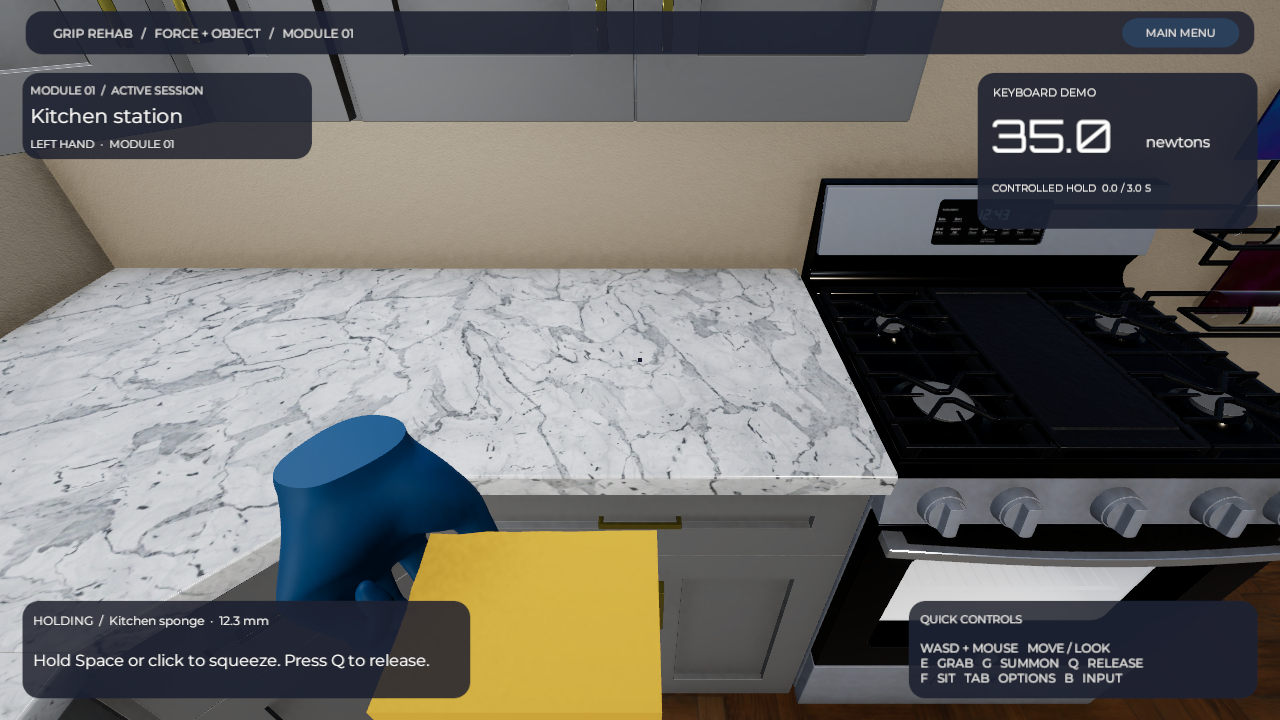 GRIP REHAB / FORCE + OBJECT / MODULE 01
MAIN MENU
MODULE 01 / ACTIVE SESSION
Kitchen station
LEFT HAND · MODULE 01
KEYBOARD DEMO
35.0 newtons
CONTROLLED HOLD 0.0 / 3.0 S
12:43
HOLDING / Kitchen sponge · 12.3 mm
Hold Space or click to squeeze. Press Q to release.
QUICK CONTROLS
WASD + MOUSE MOVE / LOOK
E GRAB G SUMMON Q RELEASE
F SIT TAB OPTIONS B INPUT